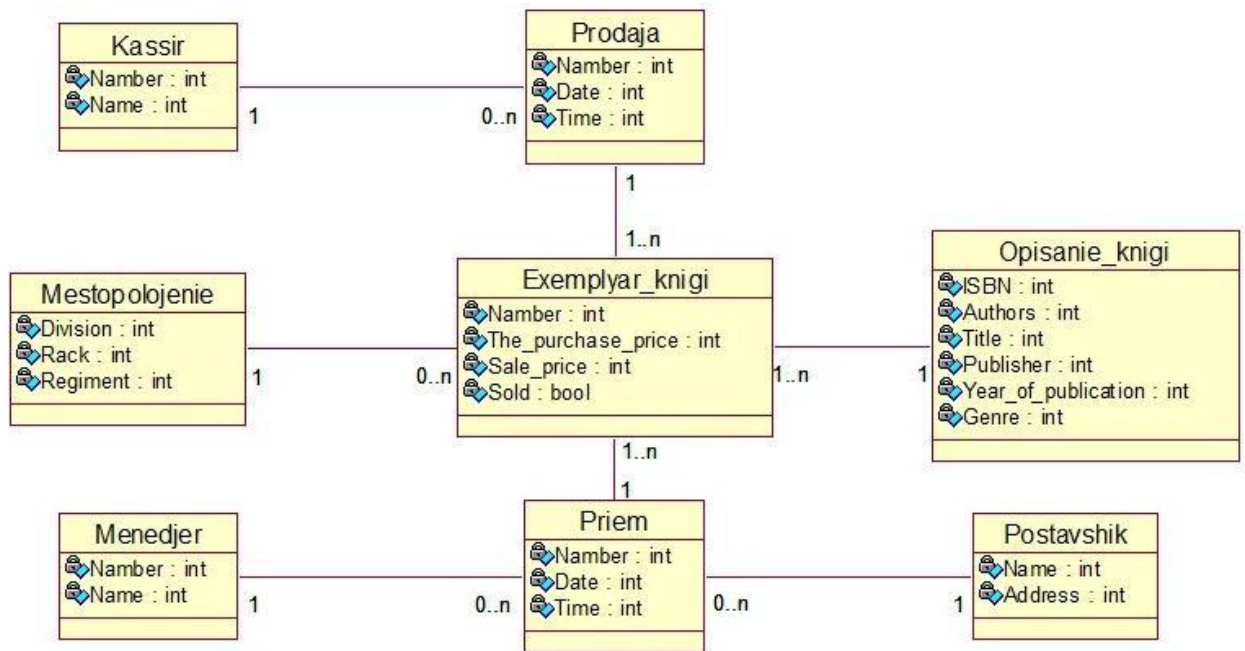 Kassir
Namber : int
Name : int
1
0..n
Prodaja
Namber : int
Date : int
Time : int
1
1..n
Mestopolojenie
Division : int
Rack : int
Regiment : int
1
0..n
Exemplyar_knigi
Namber : int
The_purchase_price : int
Sale_price : int
Sold : bool
1..n
1
Opisanie_knigi
ISBN : int
Authors : int
Title : int
Publisher : int
Year_of_publication : int
Genre : int
1..n
1
Menedjer
Namber : int
Name : int
1
0..n
Priem
Namber : int
Date : int
Time : int
0..n
1
Postavshik
Name : int
Address : int